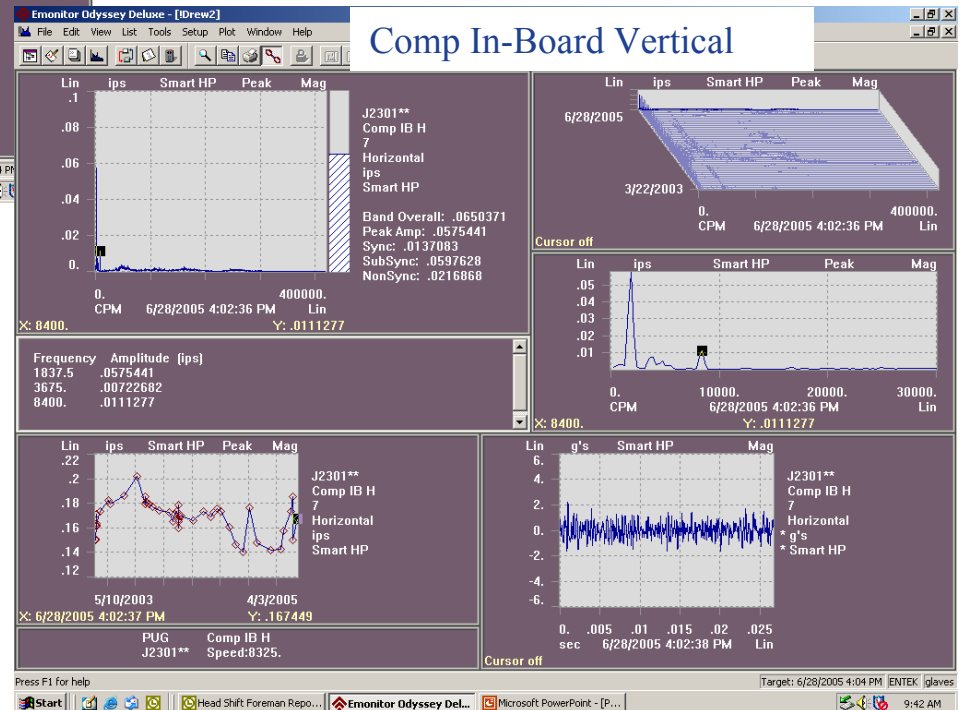 Emonitor Odyssey Deluxe - [!Drew2]
File Edit View List Tools Setup Plot Window Help
Comp In-Board Vertical
Lin ips Smart HP Peak Mag
.1
.08
.06
.04
.02
0.
0. 400000.
CPM 6/28/2005 4:02:36 PM Lin
X: 8400. Y: .0111277
J2301**
Comp IB H
7
Horizontal
ips
Smart HP
Band Overall: .0650371
Peak Amp: .0575441
Sync: .0137083
SubSync: .0597628
NonSync: .0216868
Lin ips Smart HP Peak Mag
6/28/2005
3/22/2003
0. 400000.
CPM 6/28/2005 4:02:36 PM Lin
Cursor off
Frequency Amplitude (ips)
1837.5 .0575441
3675. .00722682
8400. .0111277
Lin ips Smart HP Peak Mag
.05
.04
.03
.02
.01
0. 10000. 20000. 30000.
CPM 6/28/2005 4:02:36 PM Lin
X: 8400. Y: .0111277
Lin ips Smart HP Peak Mag
.22
.2
.18
.16
.14
.12
5/10/2003 4/3/2005
X: 6/28/2005 4:02:37 PM Y: .167449
J2301**
Comp IB H
7
Horizontal
ips
Smart HP
PUG Comp IB H
J2301** Speed:8325.
Lin g's Smart HP Mag
6.
4.
2.
0.
-2.
-4.
-6.
0. .005 .01 .015 .02 .025
sec 6/28/2005 4:02:38 PM Lin
Cursor off
J2301**
Comp IB H
7
Horizontal
* g's
* Smart HP
Press F1 for help
Target: 6/28/2005 4:04 PM ENTEK glaves
Start Head Shift Foreman Repo... Emonitor Odyssey Del... Microsoft PowerPoint - [P... 9:42 AM